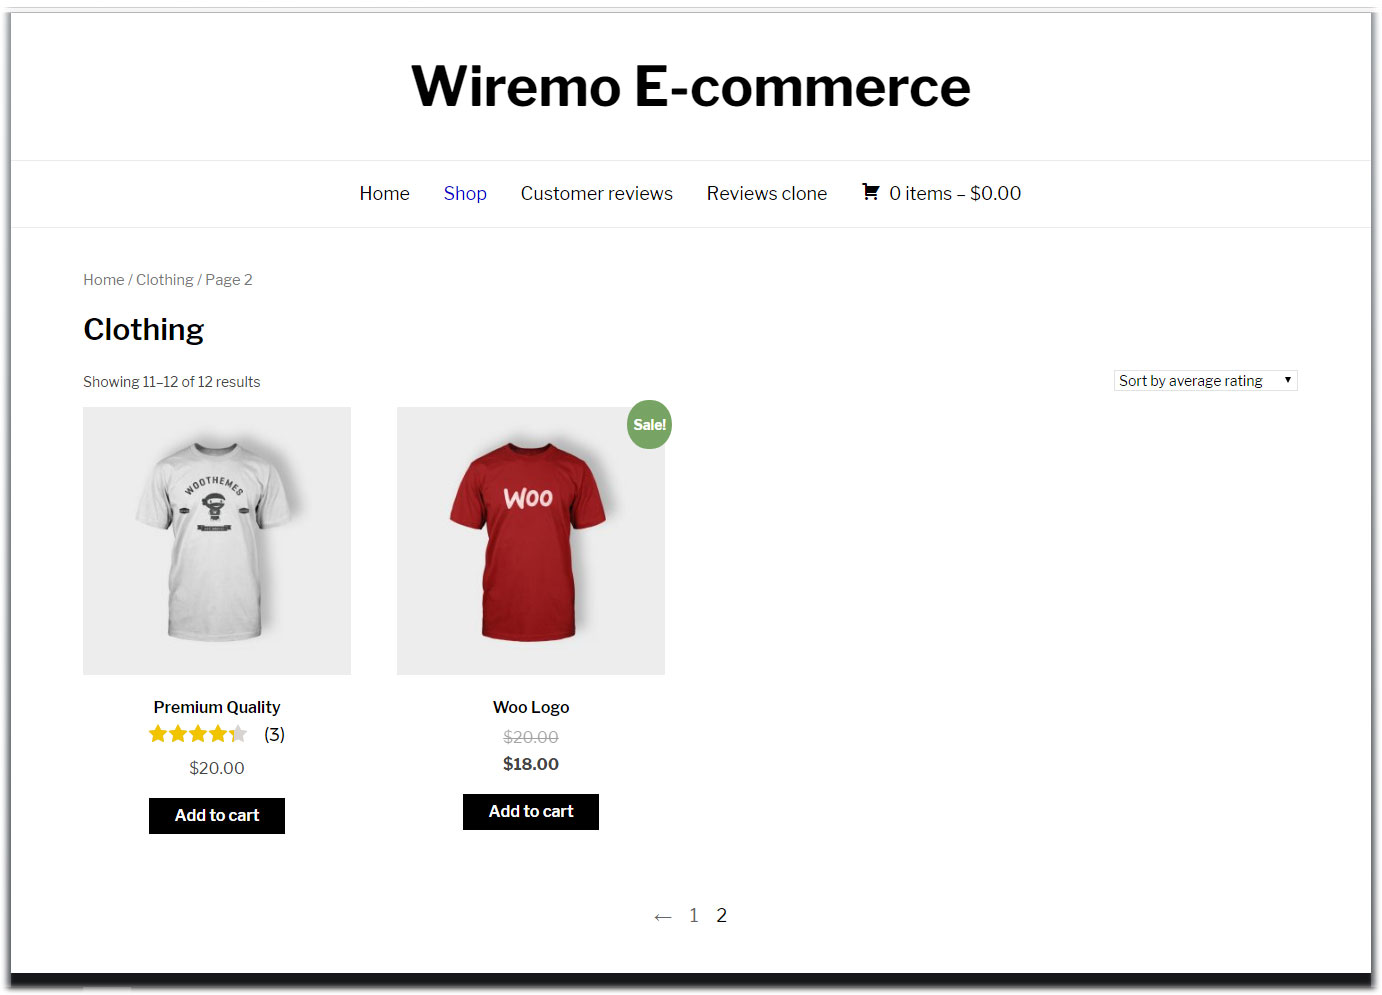 Wiremo E-commerce
Home Shop Customer reviews Reviews clone 0 items – $0.00
Home / Clothing / Page 2
Clothing
Showing 11–12 of 12 results
Sort by average rating
Sale!
WOOTHEMES
Woo
Premium Quality
(3)
$20.00
Add to cart
Woo Logo
$20.00
$18.00
Add to cart
← 1 2